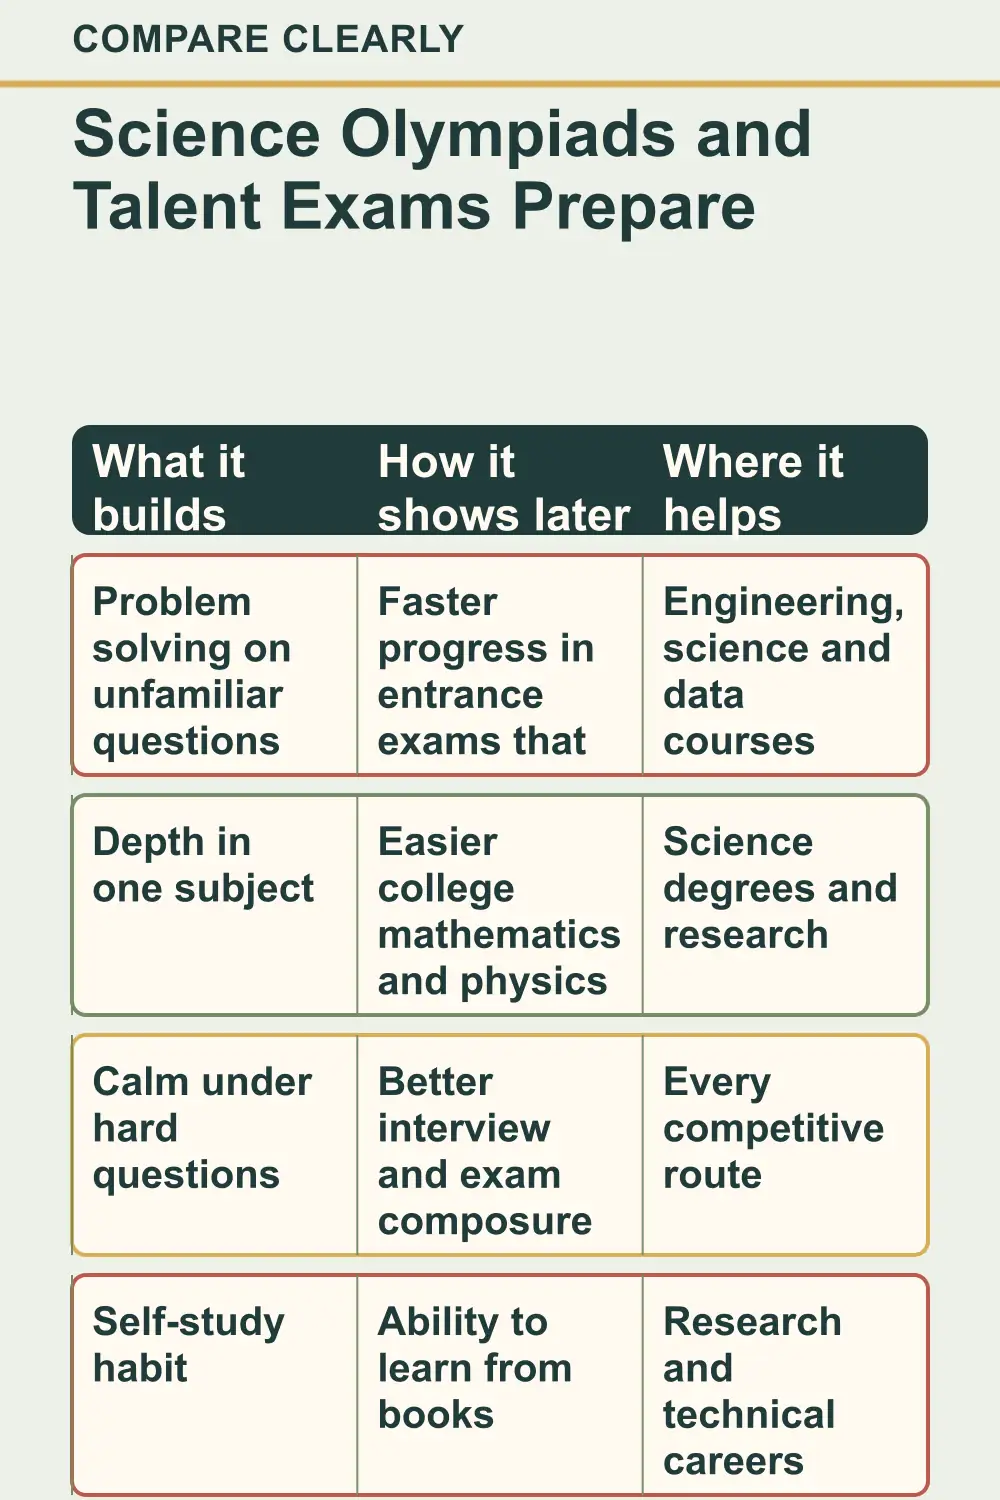 COMPARE CLEARLY
Science Olympiads and
Talent Exams Prepare
What it
builds
How it
shows later
Where it
helps
Problem
solving on
unfamiliar
questions
Faster
progress in
entrance
exams that
Engineering,
science and
data
courses
Depth in
one subject
Easier
college
mathematics
and physics
Science
degrees and
research
Calm under
hard
questions
Better
interview
and exam
composure
Every
competitive
route
Self-study
habit
Ability to
learn from
books
Research
and
technical
careers